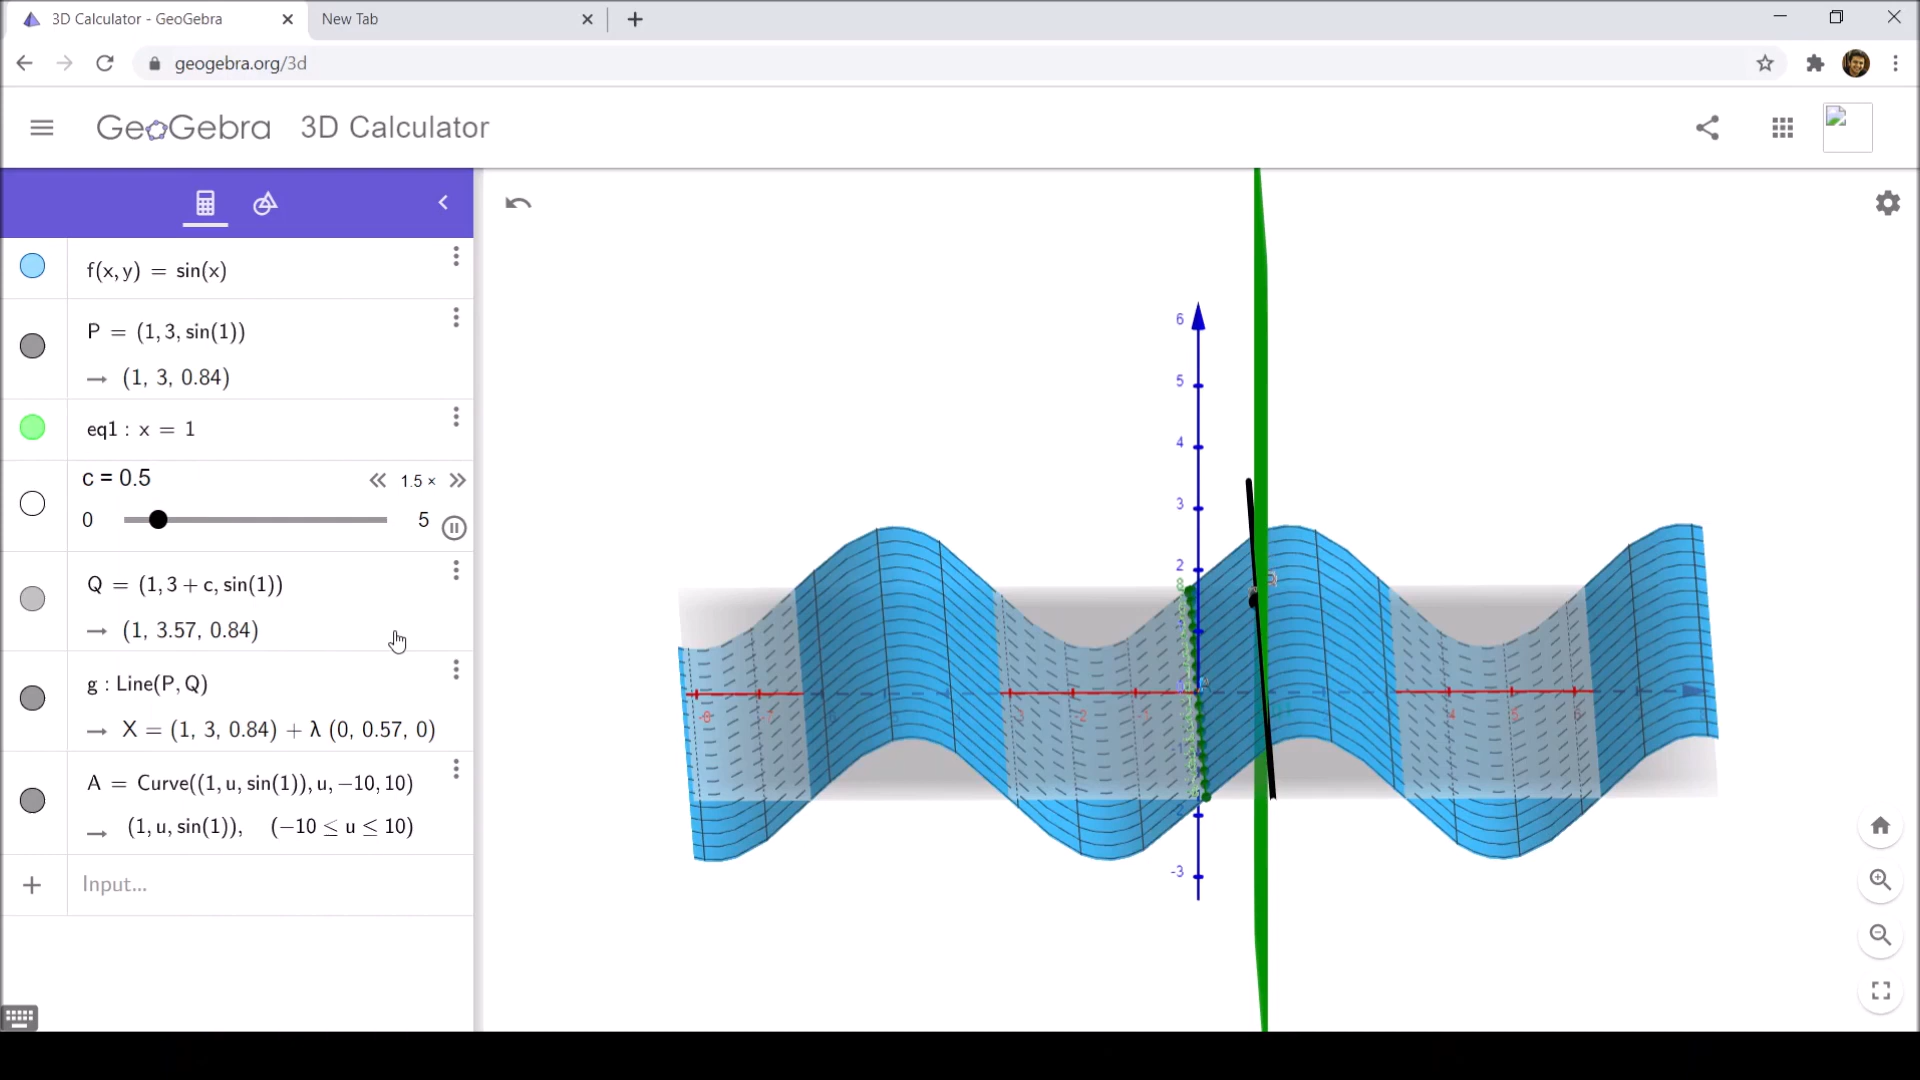 3D Calculator - GeoGebra
New Tab
geogebra.org/3d
GeoGebra 3D Calculator
f(x, y) = sin(x)
P = (1, 3, sin(1))
→ (1, 3, 0.84)
eq1 : x = 1
c = 0.5
1.5 ×
0
5
Q = (1, 3 + c, sin(1))
→ (1, 3.57, 0.84)
g : Line(P, Q)
→ X = (1, 3, 0.84) + λ (0, 0.57, 0)
A = Curve((1, u, sin(1)), u, −10, 10)
→ (1, u, sin(1)), (−10 ≤ u ≤ 10)
Input...
6
5
4
3
2
-3